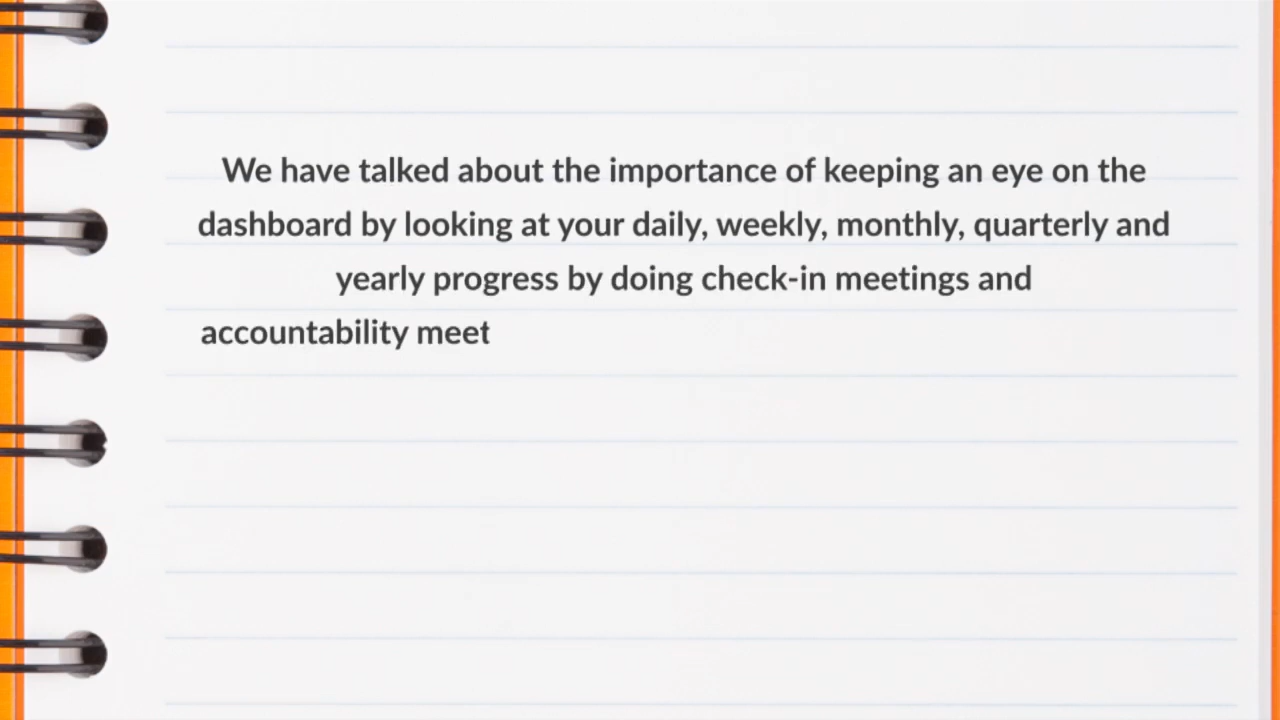 We have talked about the importance of keeping an eye on the
dashboard by looking at your daily, weekly, monthly, quarterly and
yearly progress by doing check-in meetings and
accountability meet